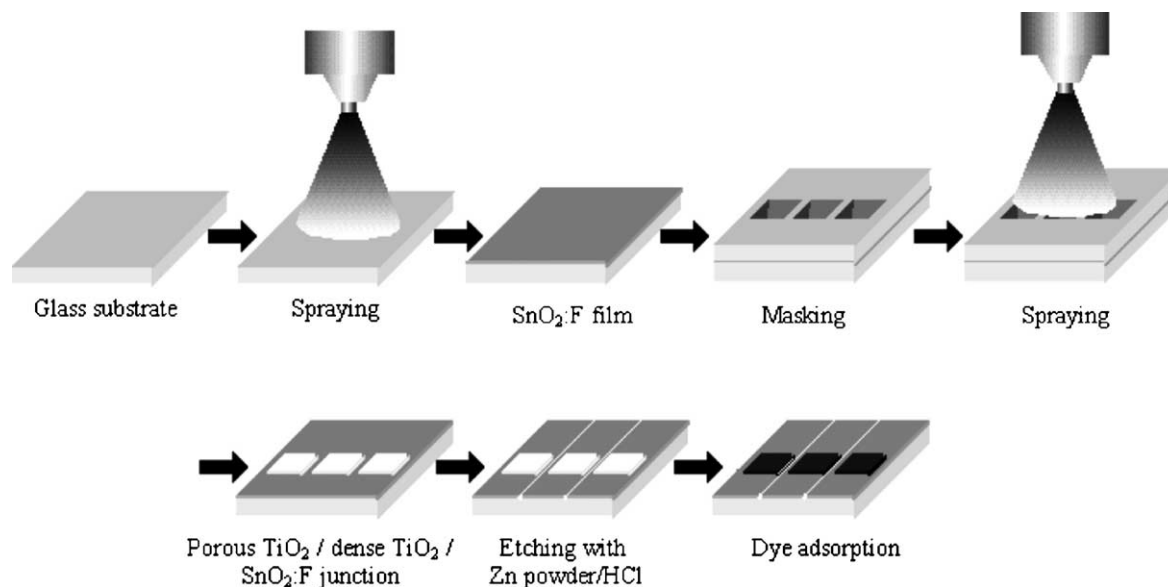 Glass substrate
Spraying
SnO₂:F film
Masking
Spraying
Porous TiO₂ / dense TiO₂ /
SnO₂:F junction
Etching with
Zn powder/HCl
Dye adsorption